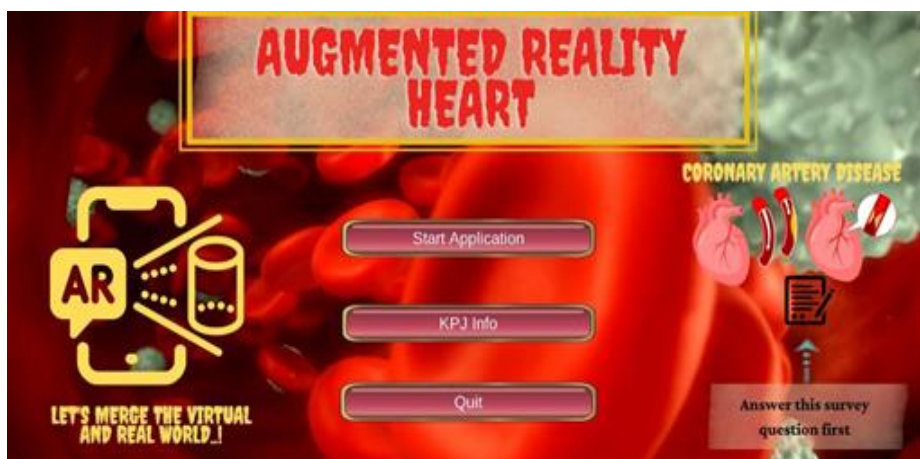 AUGMENTED REALITY
HEART
CORONARY ARTERY DISEASE
Start Application
AR
KPJ Info
Quit
LET'S MERGE THE VIRTUAL
AND REAL WORLD..!
Answer this survey
question first